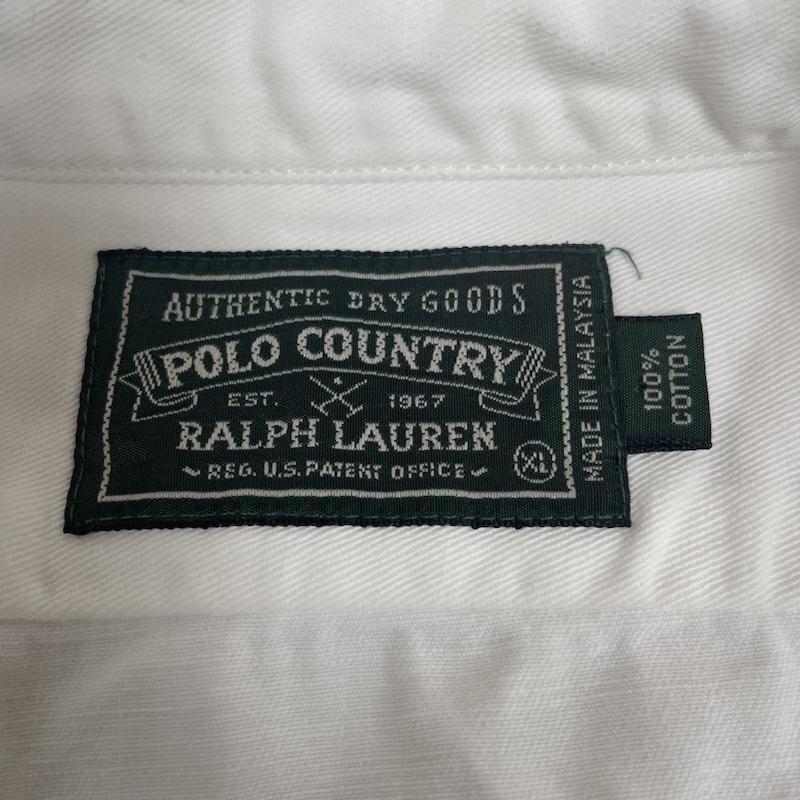 AUTHENTIC DRY GOODS
POLO COUNTRY
EST. 1967
RALPH LAUREN
REG. U.S. PATENT OFFICE
XL
MADE IN MALAYSIA
100%
COTTON